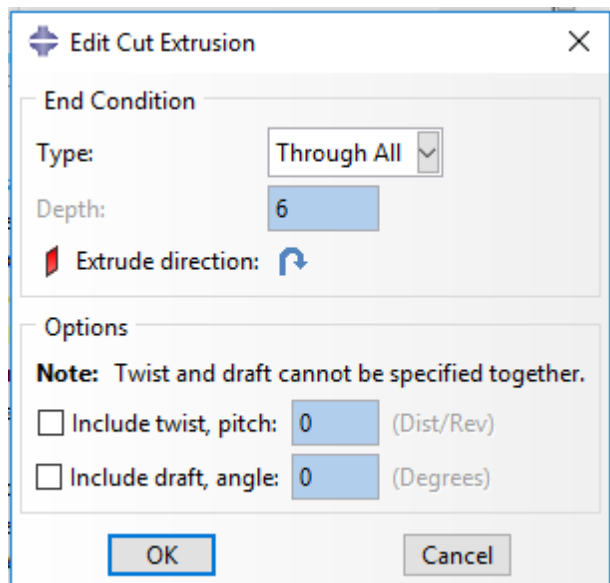 Edit Cut Extrusion
End Condition
Type: Through All
Depth: 6
Extrude direction:
Options
Note: Twist and draft cannot be specified together.
Include twist, pitch: 0 (Dist/Rev)
Include draft, angle: 0 (Degrees)
OK Cancel